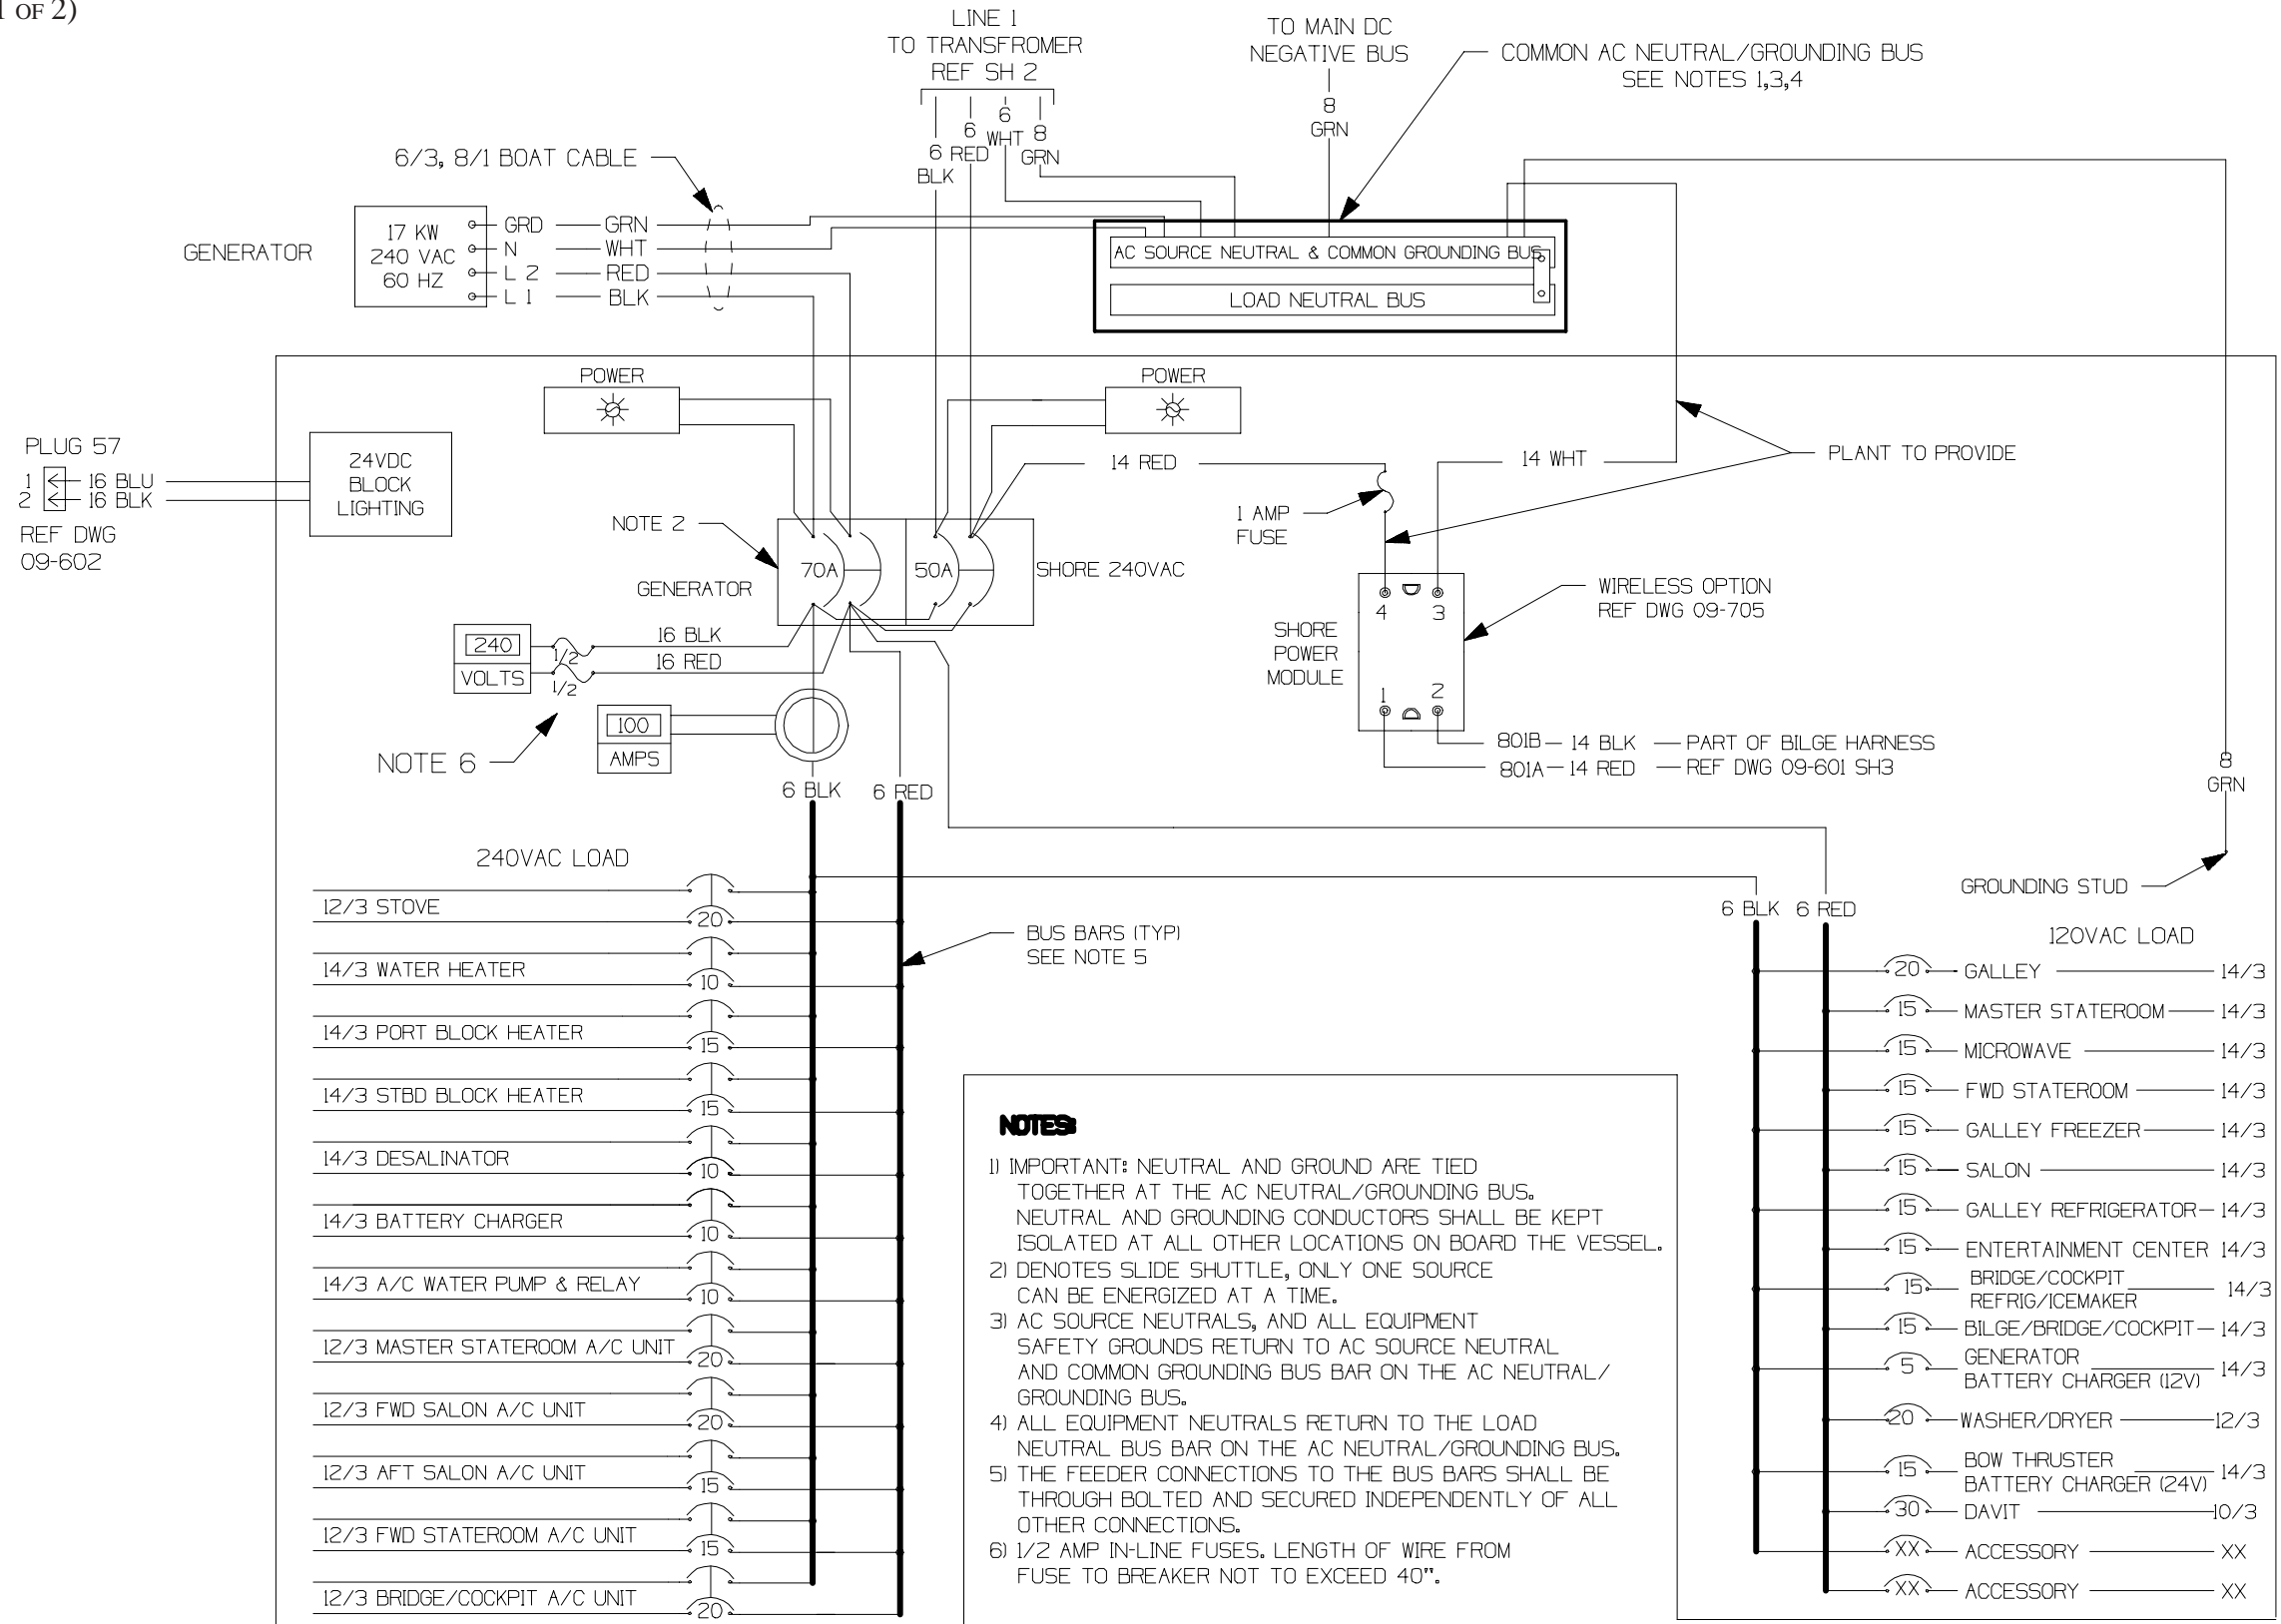 1 OF 2)
LINE 1
TO TRANSFROMER
REF SH 2
TO MAIN DC
NEGATIVE BUS
COMMON AC NEUTRAL/GROUNDING BUS
SEE NOTES 1,3,4
6
BLK
6
RED
6
WHT
8
GRN
8
GRN
6/3, 8/1 BOAT CABLE
GENERATOR
17 KW
240 VAC
60 HZ
GRD GRN
N WHT
L 2 RED
L 1 BLK
AC SOURCE NEUTRAL & COMMON GROUNDING BUS
LOAD NEUTRAL BUS
POWER
POWER
PLUG 57
1 16 BLU
2 16 BLK
REF DWG
09-602
24VDC
BLOCK
LIGHTING
14 RED
14 WHT
PLANT TO PROVIDE
1 AMP
FUSE
NOTE 2
GENERATOR
70A
50A
SHORE 240VAC
WIRELESS OPTION
REF DWG 09-705
4 3
SHORE
POWER
MODULE
1 2
240
VOLTS
1/2
1/2
16 BLK
16 RED
NOTE 6
100
AMPS
801B 14 BLK PART OF BILGE HARNESS
801A 14 RED REF DWG 09-601 SH3
6 BLK 6 RED
8
GRN
GROUNDING STUD
240VAC LOAD
12/3 STOVE
20
14/3 WATER HEATER
10
14/3 PORT BLOCK HEATER
15
14/3 STBD BLOCK HEATER
15
14/3 DESALINATOR
10
14/3 BATTERY CHARGER
10
14/3 A/C WATER PUMP & RELAY
10
12/3 MASTER STATEROOM A/C UNIT
20
12/3 FWD SALON A/C UNIT
20
12/3 AFT SALON A/C UNIT
15
12/3 FWD STATEROOM A/C UNIT
15
12/3 BRIDGE/COCKPIT A/C UNIT
20
BUS BARS (TYP)
SEE NOTE 5
NOTES:
1) IMPORTANT: NEUTRAL AND GROUND ARE TIED
TOGETHER AT THE AC NEUTRAL/GROUNDING BUS.
NEUTRAL AND GROUNDING CONDUCTORS SHALL BE KEPT
ISOLATED AT ALL OTHER LOCATIONS ON BOARD THE VESSEL.
2) DENOTES SLIDE SHUTTLE, ONLY ONE SOURCE
CAN BE ENERGIZED AT A TIME.
3) AC SOURCE NEUTRALS, AND ALL EQUIPMENT
SAFETY GROUNDS RETURN TO AC SOURCE NEUTRAL
AND COMMON GROUNDING BUS BAR ON THE AC NEUTRAL/
GROUNDING BUS.
4) ALL EQUIPMENT NEUTRALS RETURN TO THE LOAD
NEUTRAL BUS BAR ON THE AC NEUTRAL/GROUNDING BUS.
5) THE FEEDER CONNECTIONS TO THE BUS BARS SHALL BE
THROUGH BOLTED AND SECURED INDEPENDENTLY OF ALL
OTHER CONNECTIONS.
6) 1/2 AMP IN-LINE FUSES. LENGTH OF WIRE FROM
FUSE TO BREAKER NOT TO EXCEED 40".
6 BLK 6 RED
120VAC LOAD
20 GALLEY 14/3
15 MASTER STATEROOM 14/3
15 MICROWAVE 14/3
15 FWD STATEROOM 14/3
15 GALLEY FREEZER 14/3
15 SALON 14/3
15 GALLEY REFRIGERATOR 14/3
15 ENTERTAINMENT CENTER 14/3
15 BRIDGE/COCKPIT
REFRIG/ICEMAKER 14/3
15 BILGE/BRIDGE/COCKPIT 14/3
5 GENERATOR
BATTERY CHARGER (12V) 14/3
20 WASHER/DRYER 12/3
15 BOW THRUSTER
BATTERY CHARGER (24V) 14/3
30 DAVIT 10/3
XX ACCESSORY XX
XX ACCESSORY XX